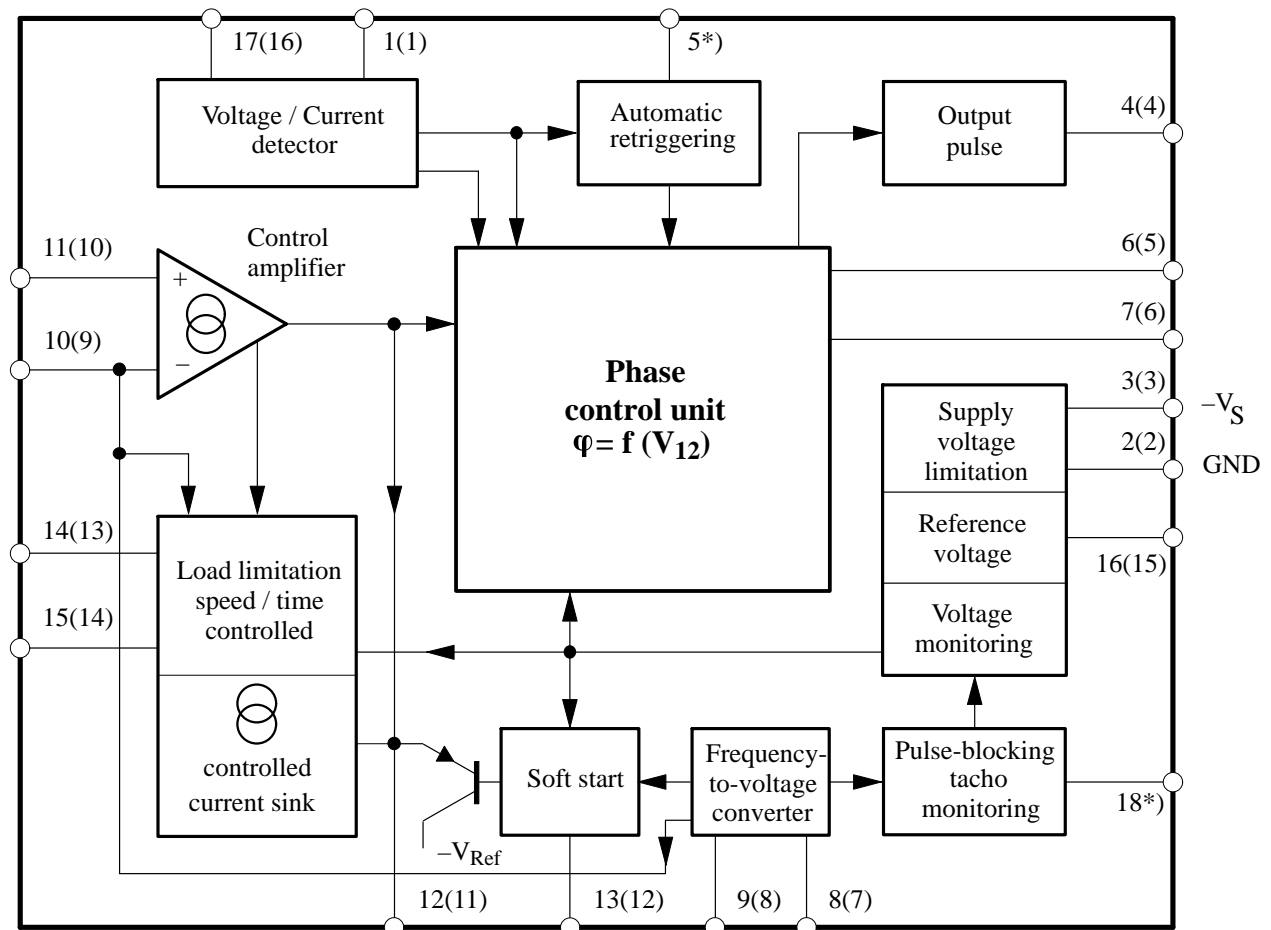 17(16)
1(1)
5*)
Voltage / Current
detector
Automatic
retriggering
Output
pulse
4(4)
11(10)
Control
amplifier
+
−
10(9)
6(5)
7(6)
Phase
control unit
φ = f (V12)
3(3)
–VS
2(2)
GND
Supply
voltage
limitation
Reference
voltage
16(15)
Voltage
monitoring
14(13)
15(14)
Load limitation
speed / time
controlled
controlled
current sink
–VRef
Soft start
Frequency-
to-voltage
converter
Pulse-blocking
tacho
monitoring
18*)
12(11)
13(12)
9(8)
8(7)